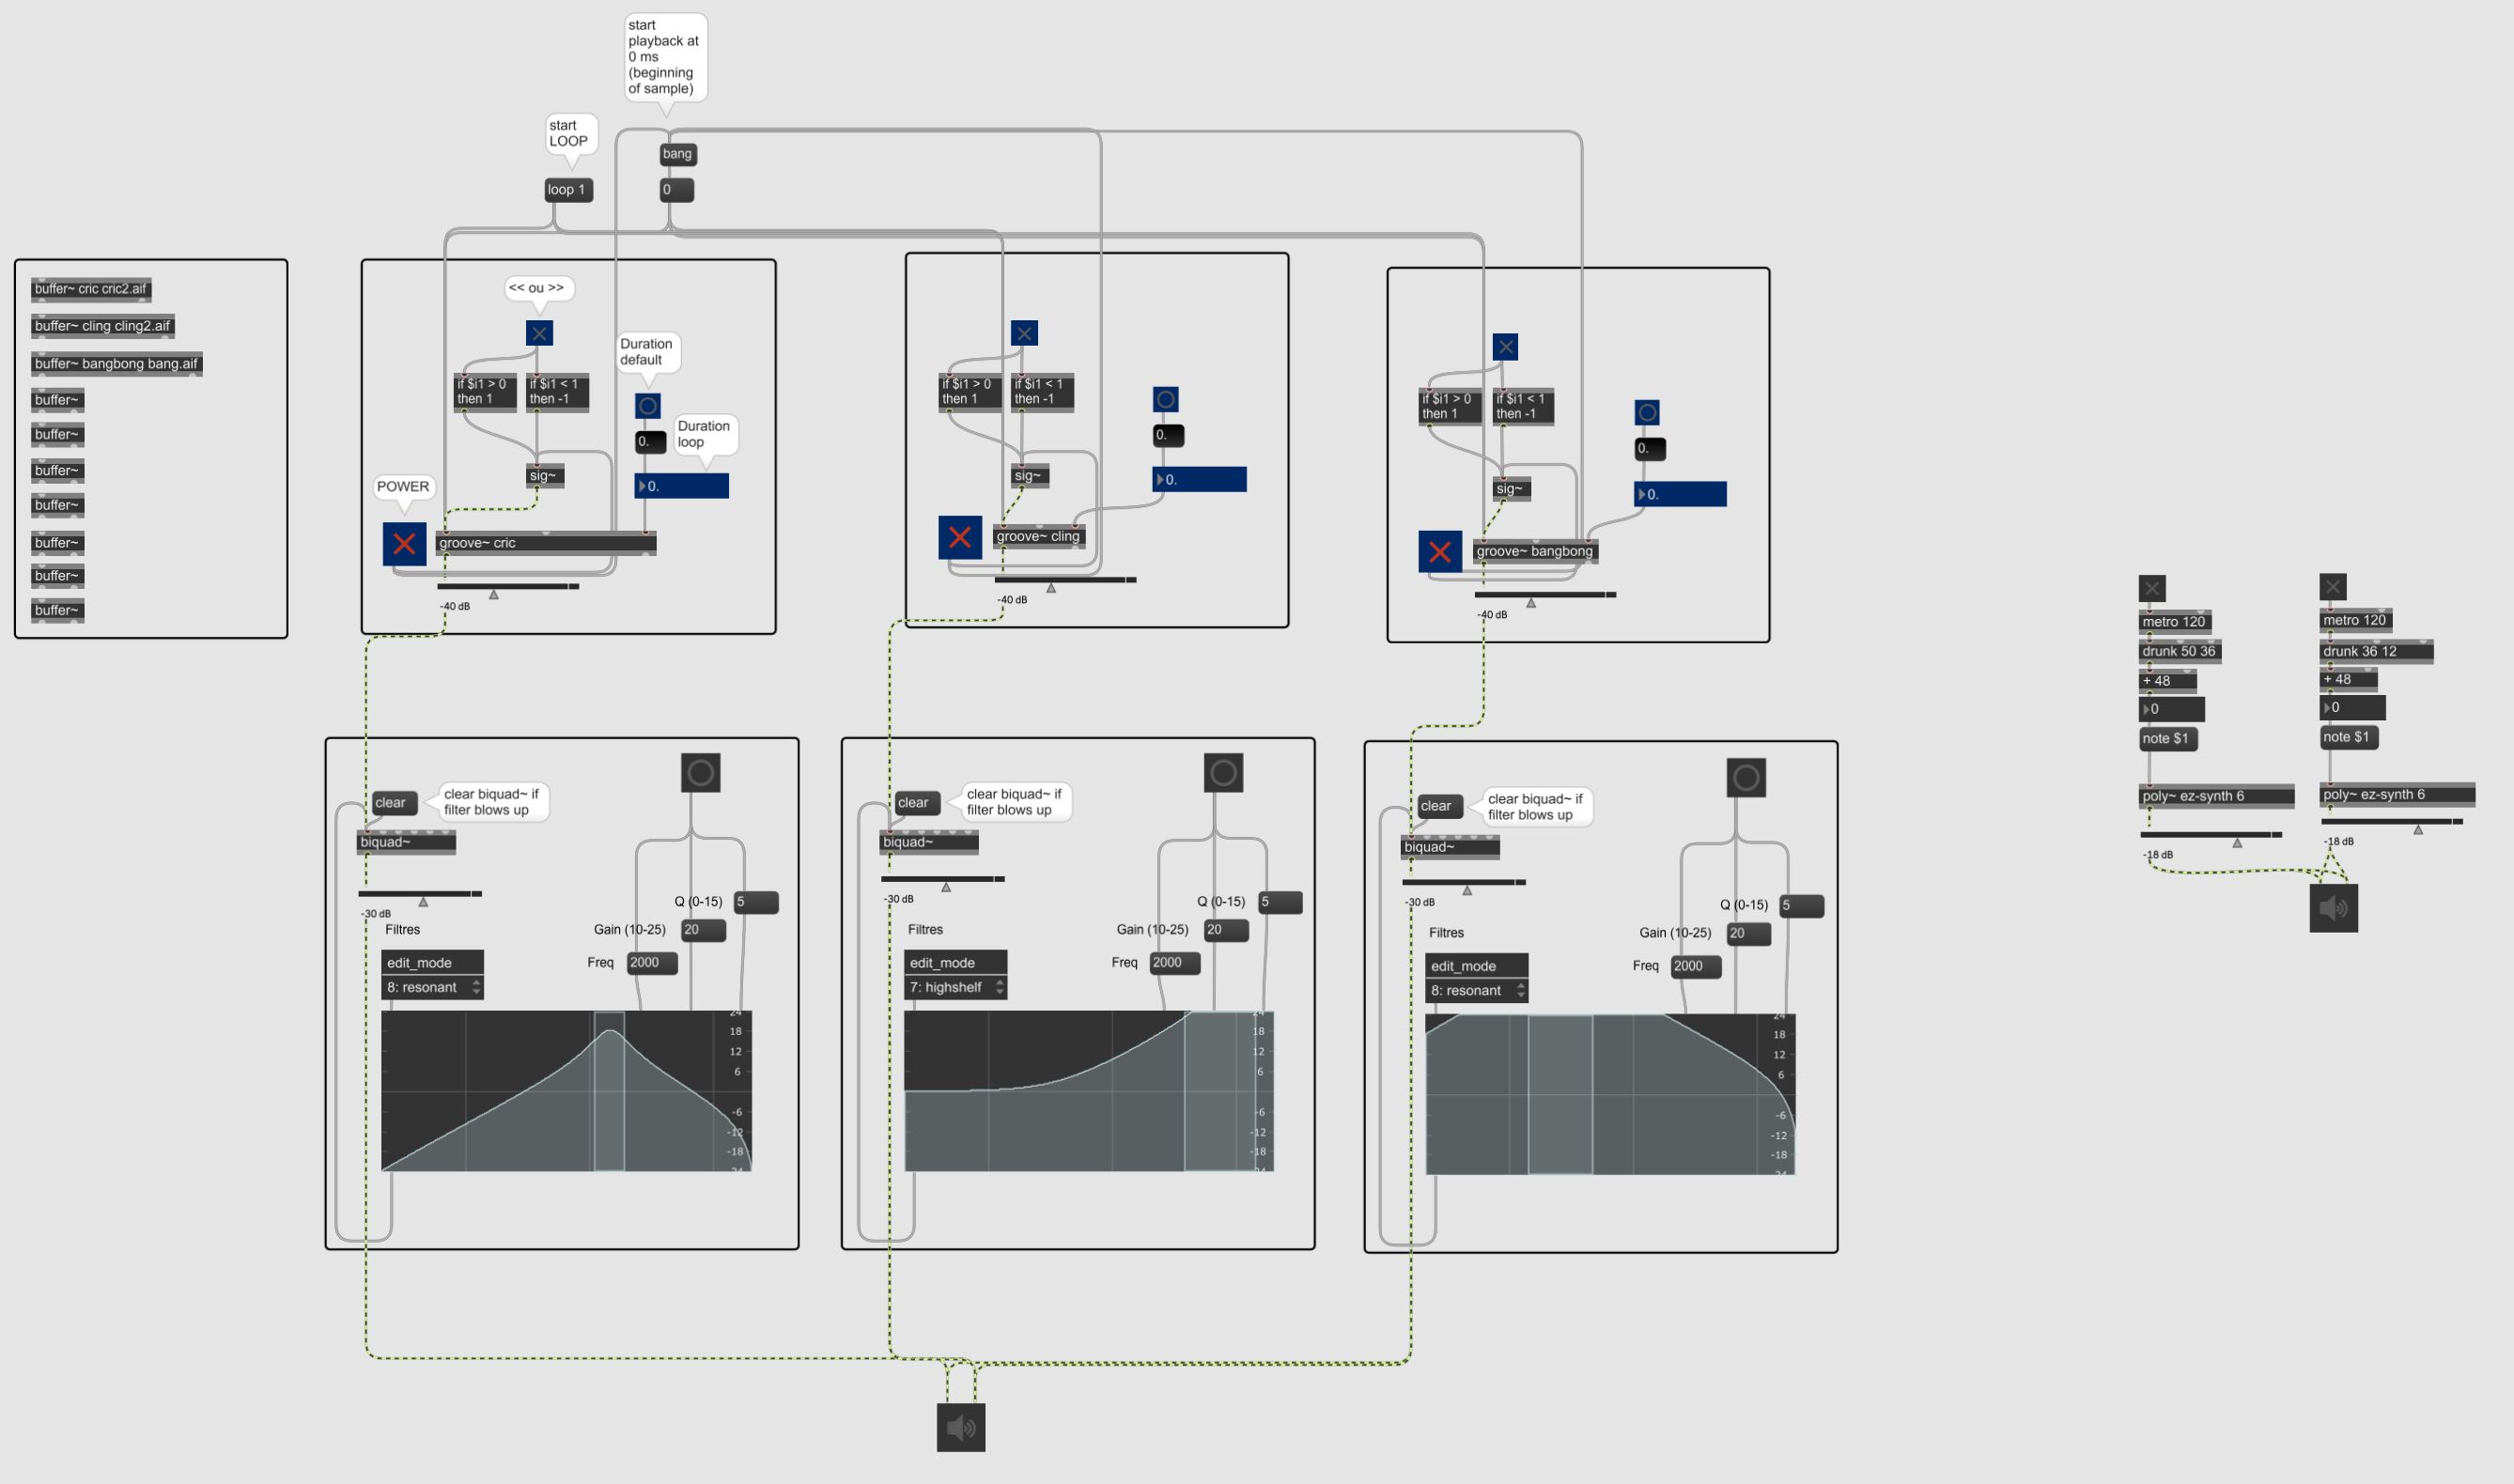 start
playback at
0 ms
(beginning
of sample)
start
LOOP
bang
loop 1
0
buffer~ cric cric2.aif
buffer~ cling cling2.aif
buffer~ bangbong bang.aif
buffer~
buffer~
buffer~
buffer~
buffer~
buffer~
buffer~
<< ou >>
Duration
default
if $i1 > 0
then 1
if $i1 < 1
then -1
0.
Duration
loop
sig~
0.
POWER
groove~ cric
-40 dB
if $i1 > 0
then 1
if $i1 < 1
then -1
0.
sig~
0.
groove~ cling
-40 dB
if $i1 > 0
then 1
if $i1 < 1
then -1
0.
sig~
0.
groove~ bangbong
-40 dB
metro 120
drunk 50 36
+ 48
0
note $1
poly~ ez-synth 6
-18 dB
metro 120
drunk 36 12
+ 48
0
note $1
poly~ ez-synth 6
-18 dB
clear
clear biquad~ if
filter blows up
biquad~
-30 dB
Filtres
Q (0-15)
5
Gain (10-25)
20
Freq
2000
edit_mode
8: resonant
24
18
12
6
-6
-12
-18
-24
clear
clear biquad~ if
filter blows up
biquad~
-30 dB
Filtres
Q (0-15)
5
Gain (10-25)
20
Freq
2000
edit_mode
7: highshelf
24
18
12
6
-6
-12
-18
-24
clear
clear biquad~ if
filter blows up
biquad~
-30 dB
Filtres
Q (0-15)
5
Gain (10-25)
20
Freq
2000
edit_mode
8: resonant
24
18
12
6
-6
-12
-18
-24